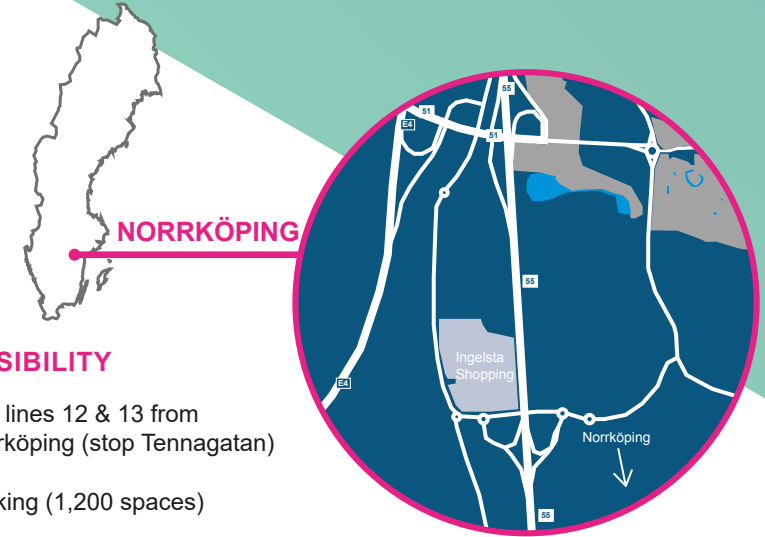 NORRKÖPING
SIBILITY
lines 12 & 13 from
rköping (stop Tennagatan)
king (1,200 spaces)
55
51
E4
51
55
Ingelsta
Shopping
E4
Norrköping
55